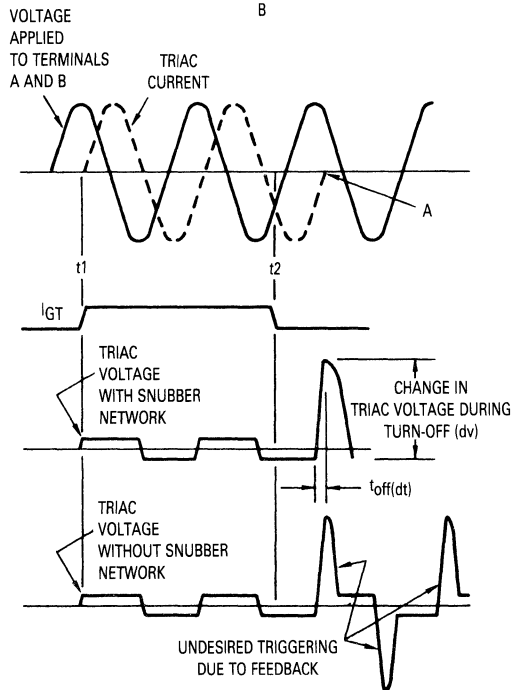 B
VOLTAGE
APPLIED
TO TERMINALS
A AND B
TRIAC
CURRENT
A
t1
t2
IGT
TRIAC
VOLTAGE
WITH SNUBBER
NETWORK
CHANGE IN
TRIAC VOLTAGE DURING
TURN-OFF (dv)
toff(dt)
TRIAC
VOLTAGE
WITHOUT SNUBBER
NETWORK
UNDESIRED TRIGGERING
DUE TO FEEDBACK